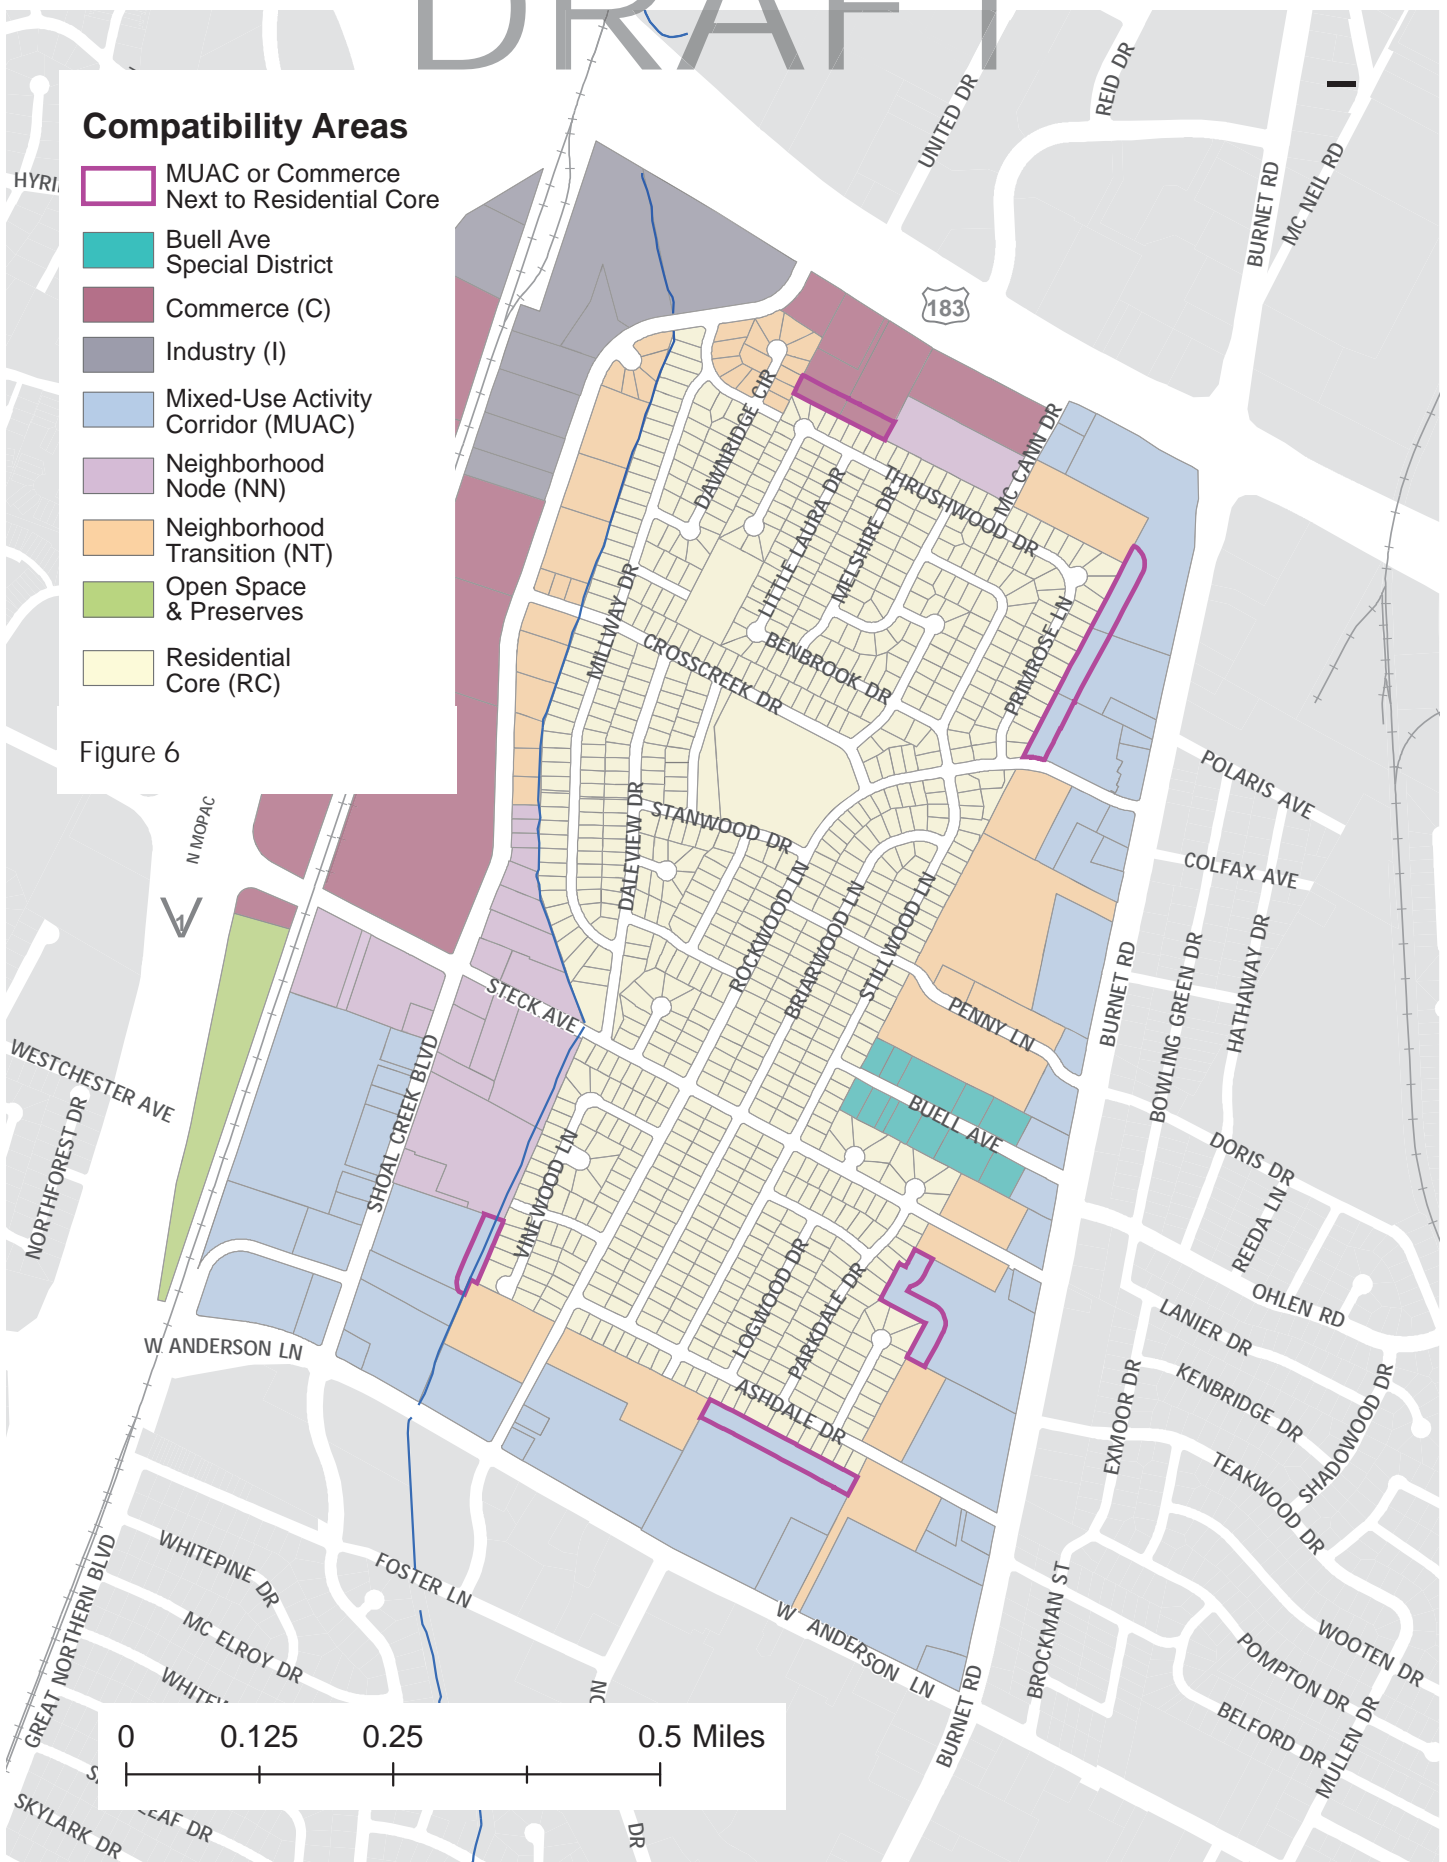 DRAFT
Compatibility Areas
MUAC or Commerce
Next to Residential Core
Buell Ave
Special District
Commerce (C)
Industry (I)
Mixed-Use Activity
Corridor (MUAC)
Neighborhood
Node (NN)
Neighborhood
Transition (NT)
Open Space
& Preserves
Residential
Core (RC)
Figure 6
HYRI
UNITED DR
REID DR
BURNET RD
MC NEIL RD
183
DAWNRIDGE CIR
MC CANN DR
THRUSHWOOD DR
LITTLE LAURA DR
MELSHIRE DR
MILLWAY DR
CROSSCREEK DR
BENBROOK DR
PRIMROSE LN
POLARIS AVE
COLFAX AVE
N MOPAC
1
DALEVIEW DR
STANWOOD DR
ROCKWOOD LN
BRIARWOOD LN
STILLWOOD LN
BURNET RD
BOWLING GREEN DR
HATHAWAY DR
STECK AVE
PENNY LN
WESTCHESTER AVE
NORTHFOREST DR
SHOAL CREEK BLVD
BUELL AVE
DORIS DR
REEDA LN
VINEWOOD LN
OHLEN RD
LANIER DR
LOGWOOD DR
PARKDALE DR
W ANDERSON LN
KENBRIDGE DR
EXMOOR DR
SHADOWOOD DR
ASHDALE DR
TEAKWOOD DR
WHITEPINE DR
FOSTER LN
GREAT NORTHERN BLVD
MC ELROY DR
W ANDERSON LN
BROCKMAN ST
WOOTEN DR
POMPTON DR
BELFORD DR
MULLEN DR
BURNET RD
ON
0 0.125 0.25 0.5 Miles
LEAF DR
SKYLARK DR
DR